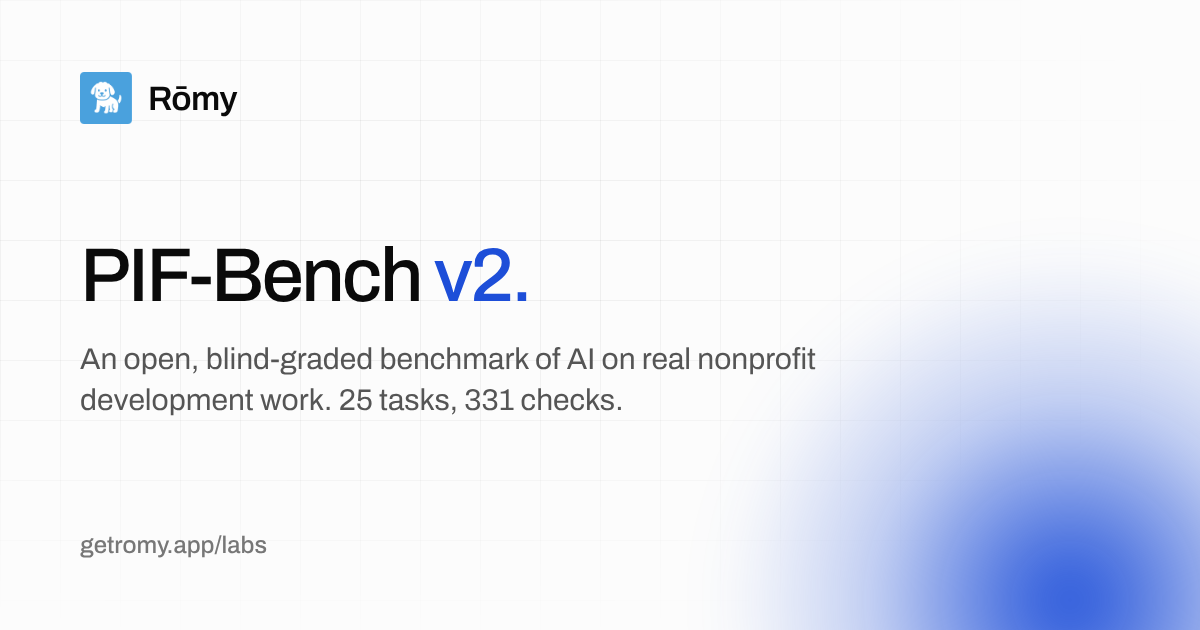 Rōmy
PIF-Bench v2.
An open, blind-graded benchmark of AI on real nonprofit
development work. 25 tasks, 331 checks.
getromy.app/labs